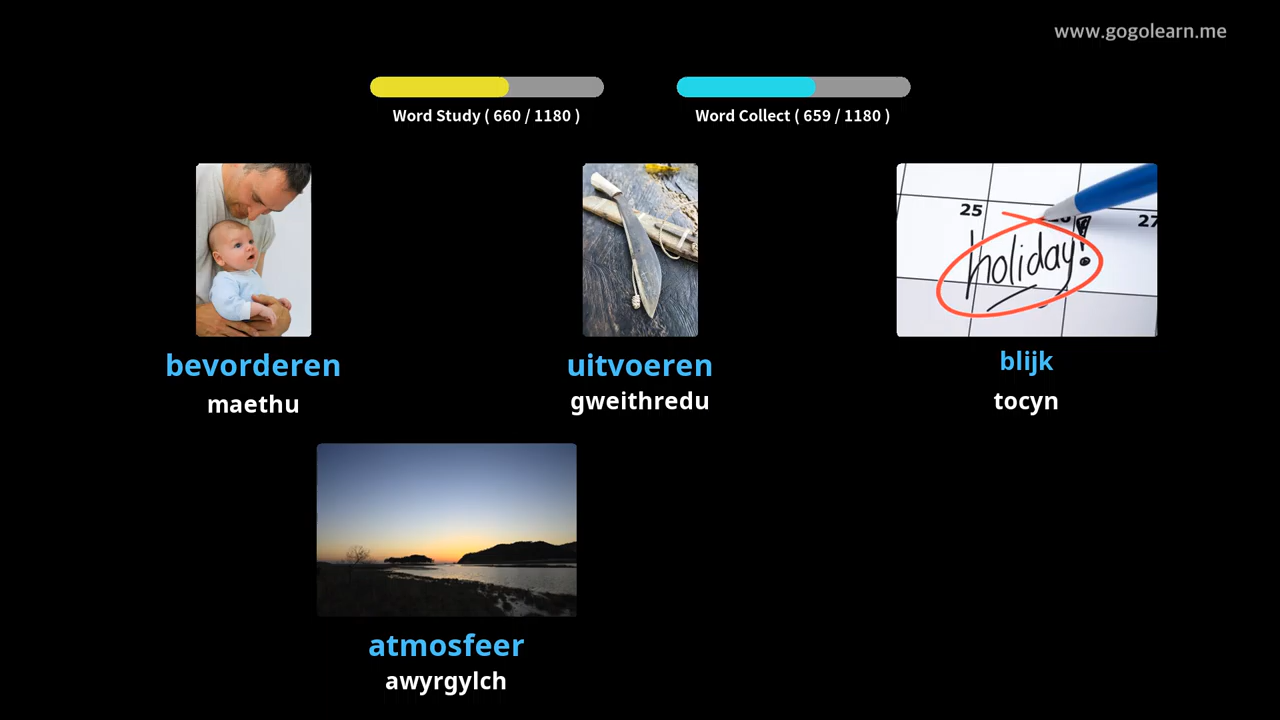 www.gogolearn.me
Word Study ( 660 / 1180 )
Word Collect ( 659 / 1180 )
25
27
holiday!
bevorderen
uitvoeren
blijk
maethu
gweithredu
tocyn
atmosfeer
awyrgylch